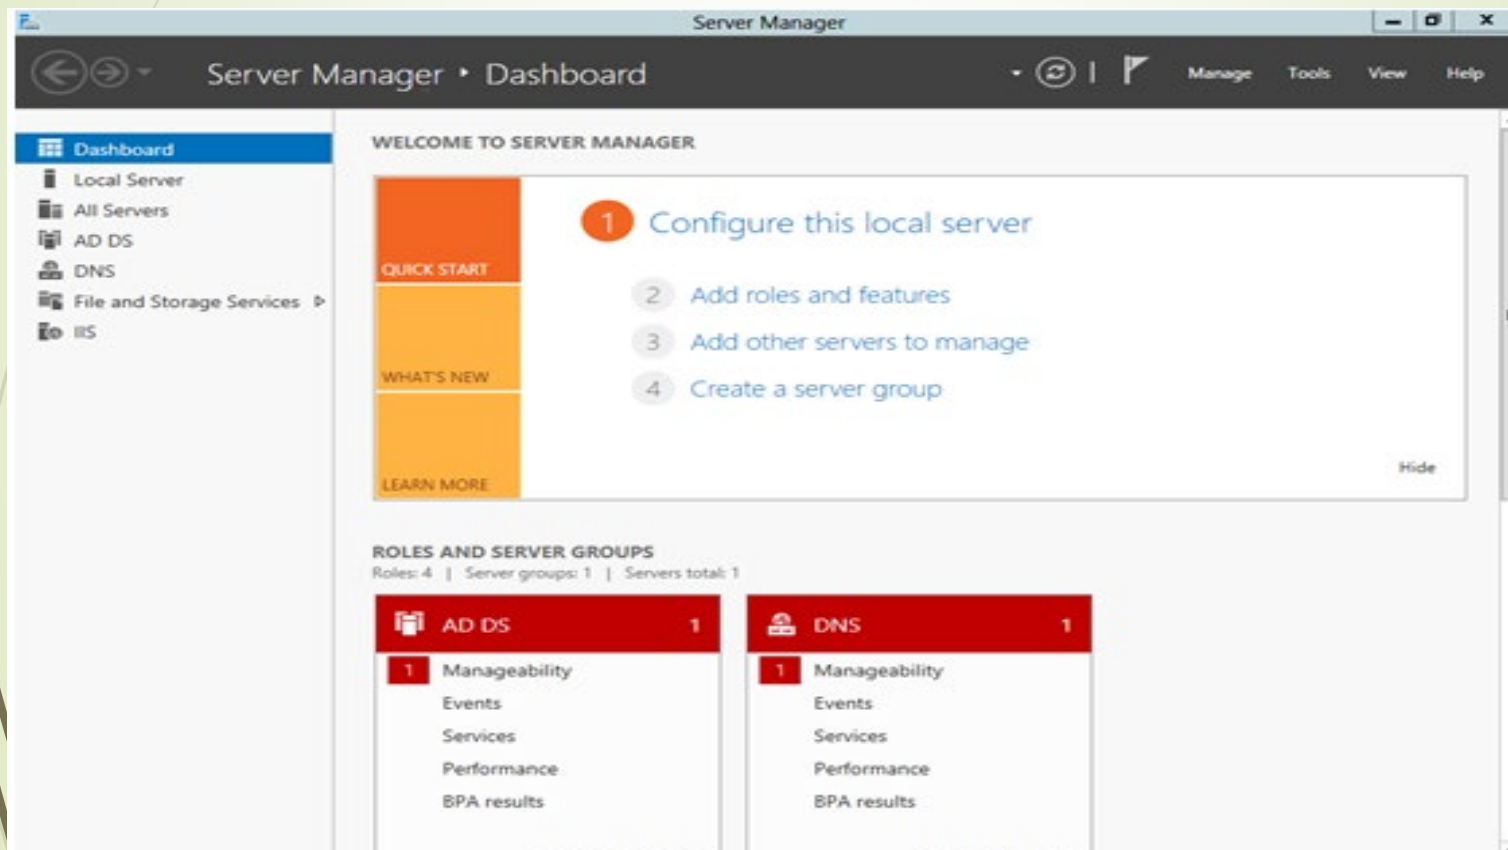 Server Manager
Server Manager • Dashboard
Manage Tools View Help
Dashboard
Local Server
All Servers
AD DS
DNS
File and Storage Services
IIS
WELCOME TO SERVER MANAGER
QUICK START
WHAT'S NEW
LEARN MORE
1 Configure this local server
2 Add roles and features
3 Add other servers to manage
4 Create a server group
Hide
ROLES AND SERVER GROUPS
Roles: 4 | Server groups: 1 | Servers total: 1
AD DS 1
1 Manageability
Events
Services
Performance
BPA results
DNS 1
1 Manageability
Events
Services
Performance
BPA results